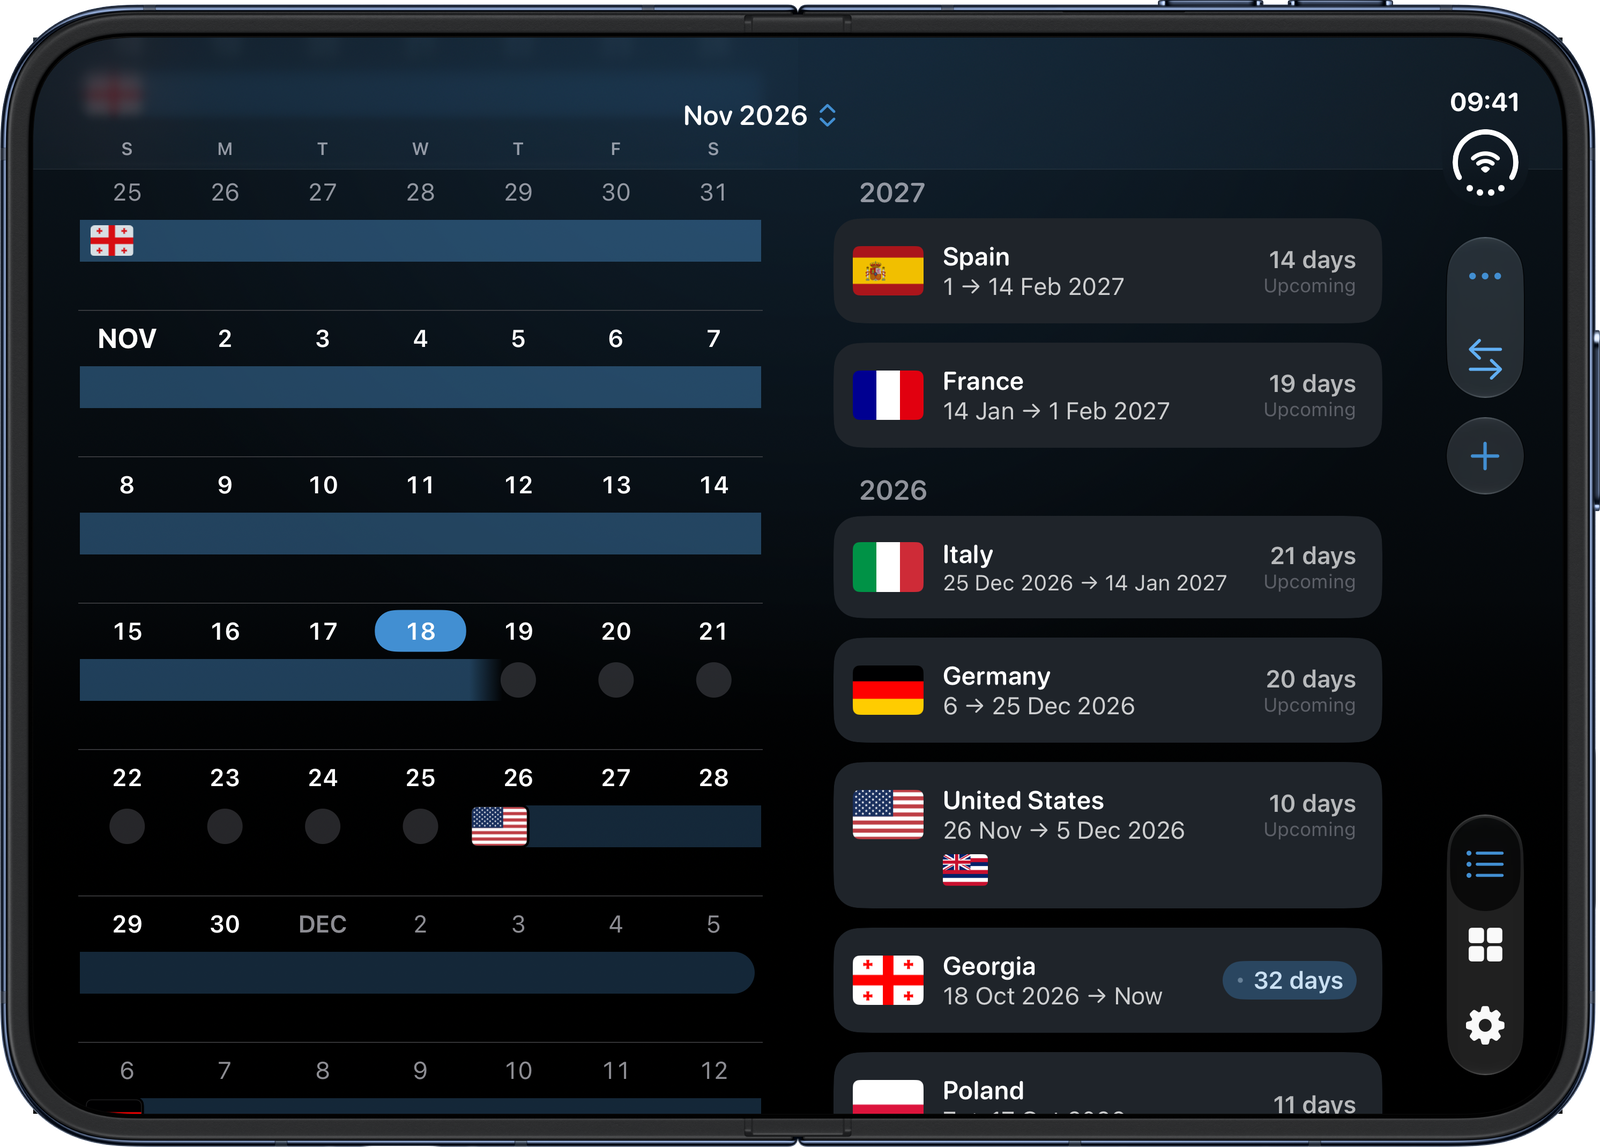 Nov 2026
09:41
S M T W T F S
25 26 27 28 29 30 31
NOV 2 3 4 5 6 7
8 9 10 11 12 13 14
15 16 17 18 19 20 21
22 23 24 25 26 27 28
29 30 DEC 2 3 4 5
6 7 8 9 10 11 12
2027
Spain
1 → 14 Feb 2027
14 days
Upcoming
France
14 Jan → 1 Feb 2027
19 days
Upcoming
2026
Italy
25 Dec 2026 → 14 Jan 2027
21 days
Upcoming
Germany
6 → 25 Dec 2026
20 days
Upcoming
United States
26 Nov → 5 Dec 2026
10 days
Upcoming
Georgia
18 Oct 2026 → Now
32 days
Poland
11 days